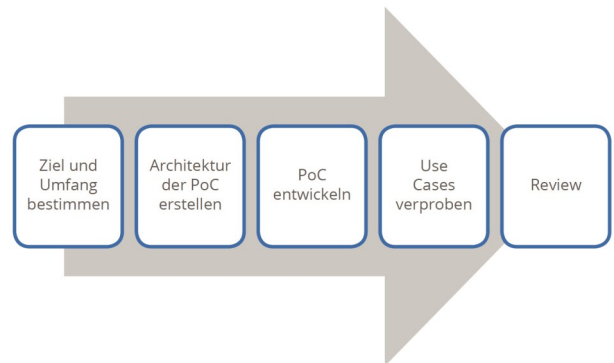 Ziel und
Umfang
bestimmen
Architektur
der PoC
erstellen
PoC
entwickeln
Use
Cases
verproben
Review